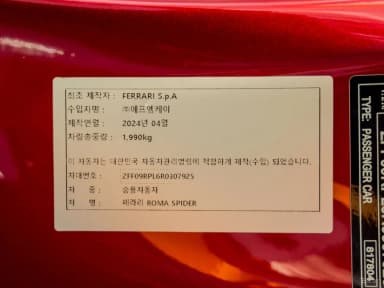 최초 제작자 : FERRARI S.p.A
수입자명 : ㈜에프엠케이
제작연월 : 2024년 04월
차량총중량 : 1,990kg
이 자동차는 대한민국 자동차관리법령에 적합하게 제작(수입) 되었습니다.
차대번호 : ZFF09RPL6R0307925
차 종 : 승용자동차
차 명 : 페라리 ROMA SPIDER
TYPE: PASSENGER CAR
817804